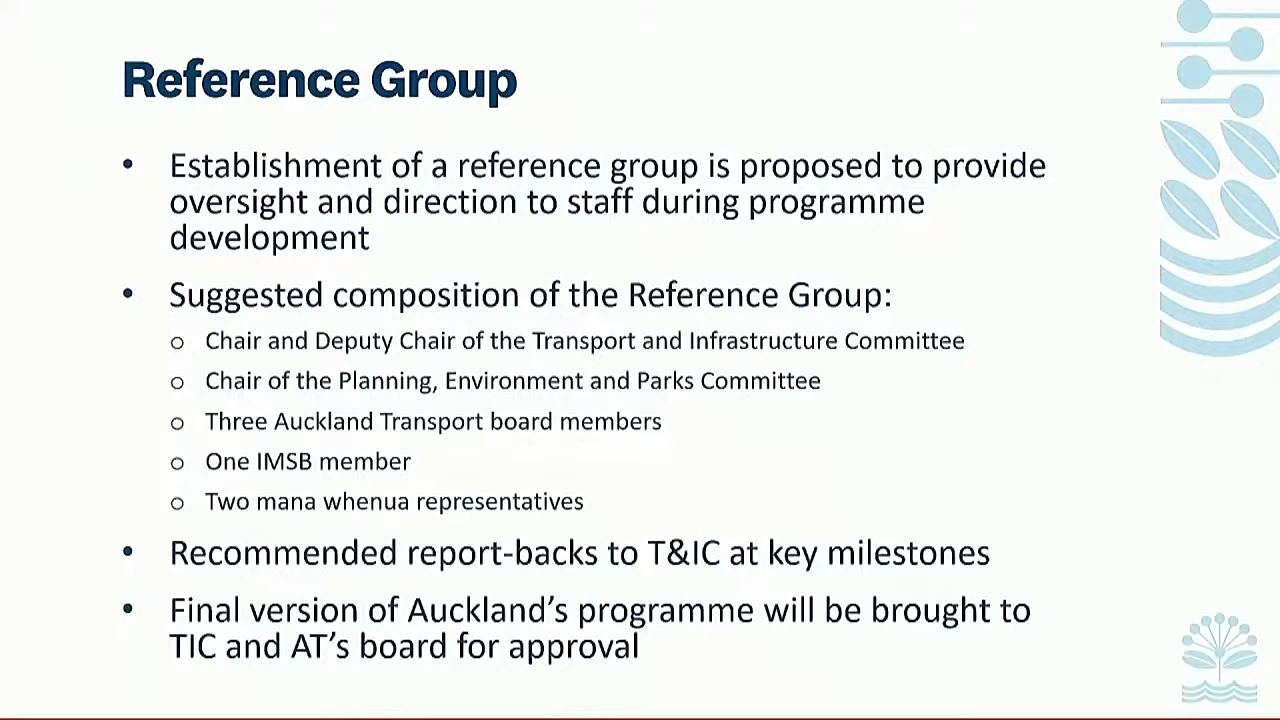 Reference Group
• Establishment of a reference group is proposed to provide
oversight and direction to staff during programme
development
• Suggested composition of the Reference Group:
o Chair and Deputy Chair of the Transport and Infrastructure Committee
o Chair of the Planning, Environment and Parks Committee
o Three Auckland Transport board members
o One IMSB member
o Two mana whenua representatives
• Recommended report-backs to T&IC at key milestones
• Final version of Auckland’s programme will be brought to
TIC and AT’s board for approval